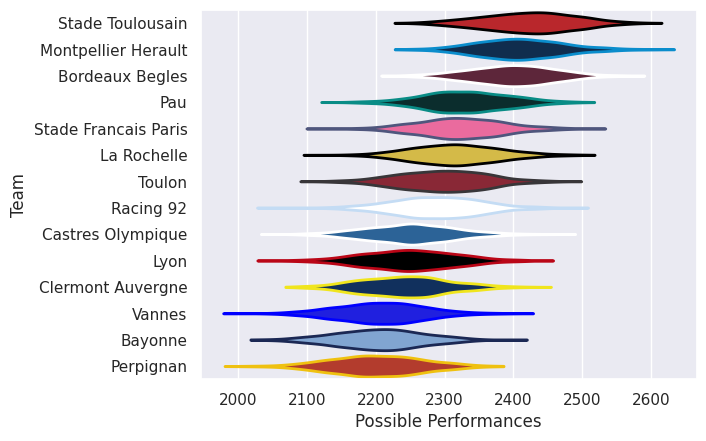 Team
Stade Toulousain
Montpellier Herault
Bordeaux Begles
Pau
Stade Francais Paris
La Rochelle
Toulon
Racing 92
Castres Olympique
Lyon
Clermont Auvergne
Vannes
Bayonne
Perpignan
2000 2100 2200 2300 2400 2500 2600
Possible Performances